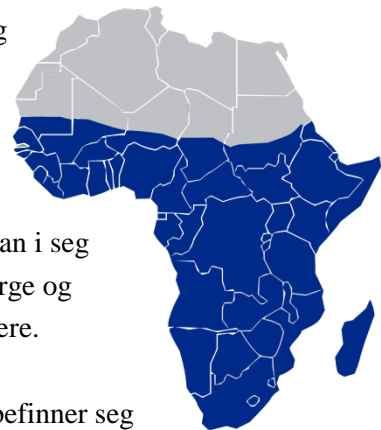 an i seg
rge og
ere.
befinner seg